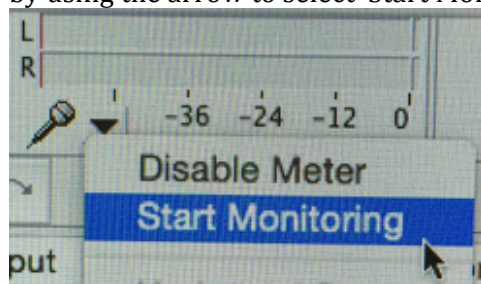 L
R
-36 -24 -12 0
Disable Meter
Start Monitoring
put